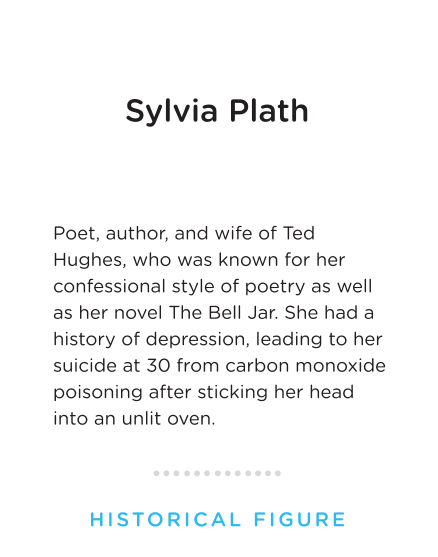 Sylvia Plath
Poet, author, and wife of Ted
Hughes, who was known for her
confessional style of poetry as well
as her novel The Bell Jar. She had a
history of depression, leading to her
suicide at 30 from carbon monoxide
poisoning after sticking her head
into an unlit oven.
HISTORICAL FIGURE